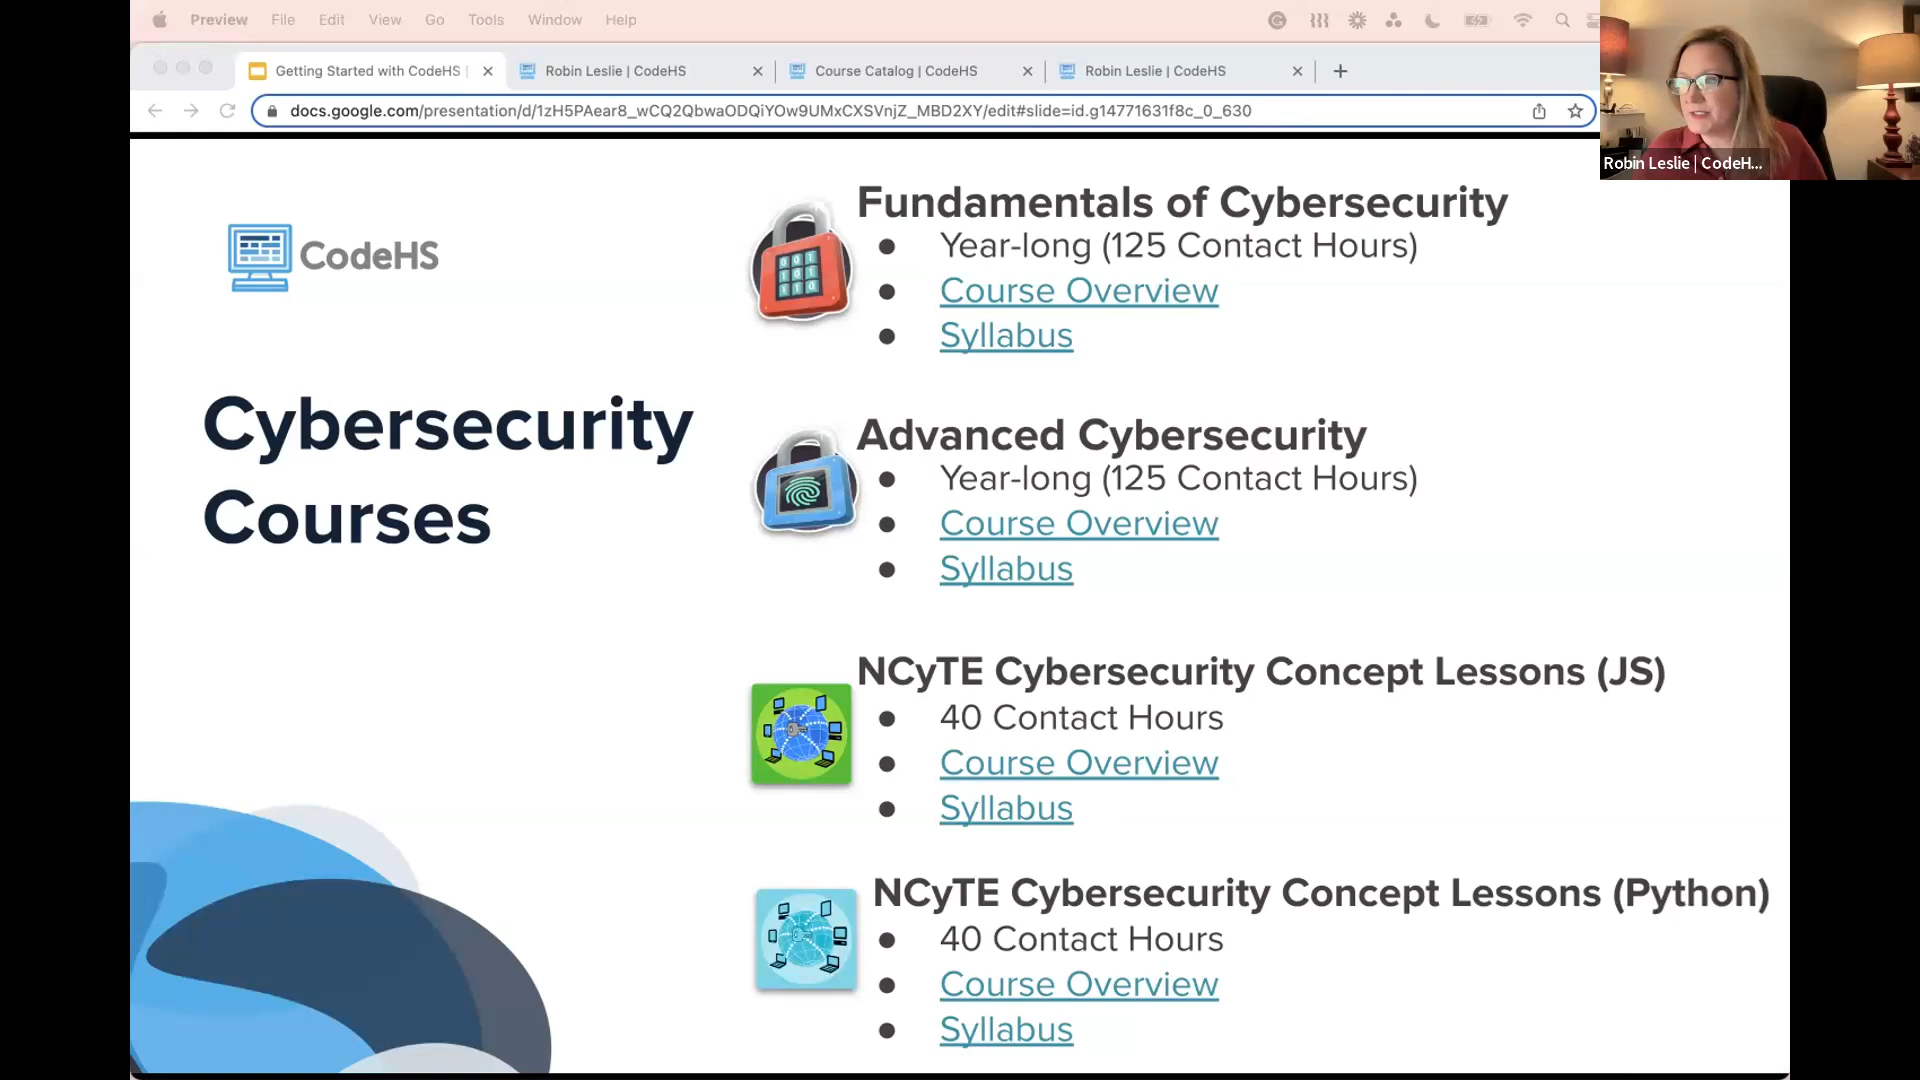 Preview File Edit View Go Tools Window Help
Getting Started with CodeHS |
Robin Leslie | CodeHS
Course Catalog | CodeHS
Robin Leslie | CodeHS
docs.google.com/presentation/d/1zH5PAear8_wCQ2QbwaODQiYOw9UMxCXSVnjZ_MBD2XY/edit#slide=id.g14771631f8c_0_630
Robin Leslie | CodeH...
CodeHS
Cybersecurity
Courses
Fundamentals of Cybersecurity
● Year-long (125 Contact Hours)
● Course Overview
● Syllabus
Advanced Cybersecurity
● Year-long (125 Contact Hours)
● Course Overview
● Syllabus
NCyTE Cybersecurity Concept Lessons (JS)
● 40 Contact Hours
● Course Overview
● Syllabus
NCyTE Cybersecurity Concept Lessons (Python)
● 40 Contact Hours
● Course Overview
● Syllabus